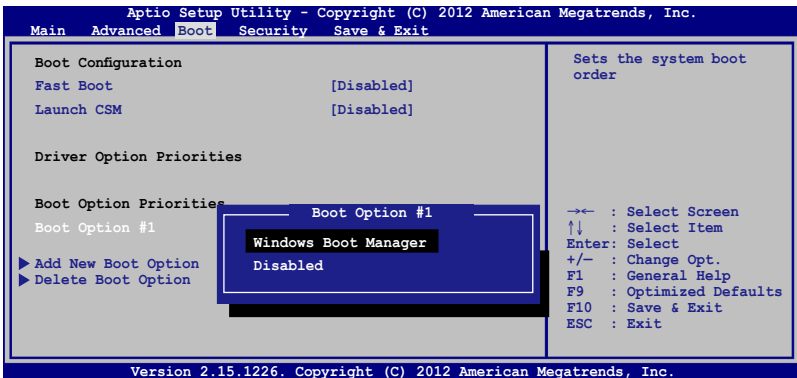 Aptio Setup Utility - Copyright (C) 2012 American Megatrends, Inc.
Main Advanced Boot Security Save & Exit
Boot Configuration
Fast Boot [Disabled]
Launch CSM [Disabled]
Driver Option Priorities
Boot Option Priorities
Boot Option #1
Add New Boot Option
Delete Boot Option
Boot Option #1
Windows Boot Manager
Disabled
Sets the system boot
order
→← : Select Screen
↑↓ : Select Item
Enter: Select
+/— : Change Opt.
F1 : General Help
F9 : Optimized Defaults
F10 : Save & Exit
ESC : Exit
Version 2.15.1226. Copyright (C) 2012 American Megatrends, Inc.